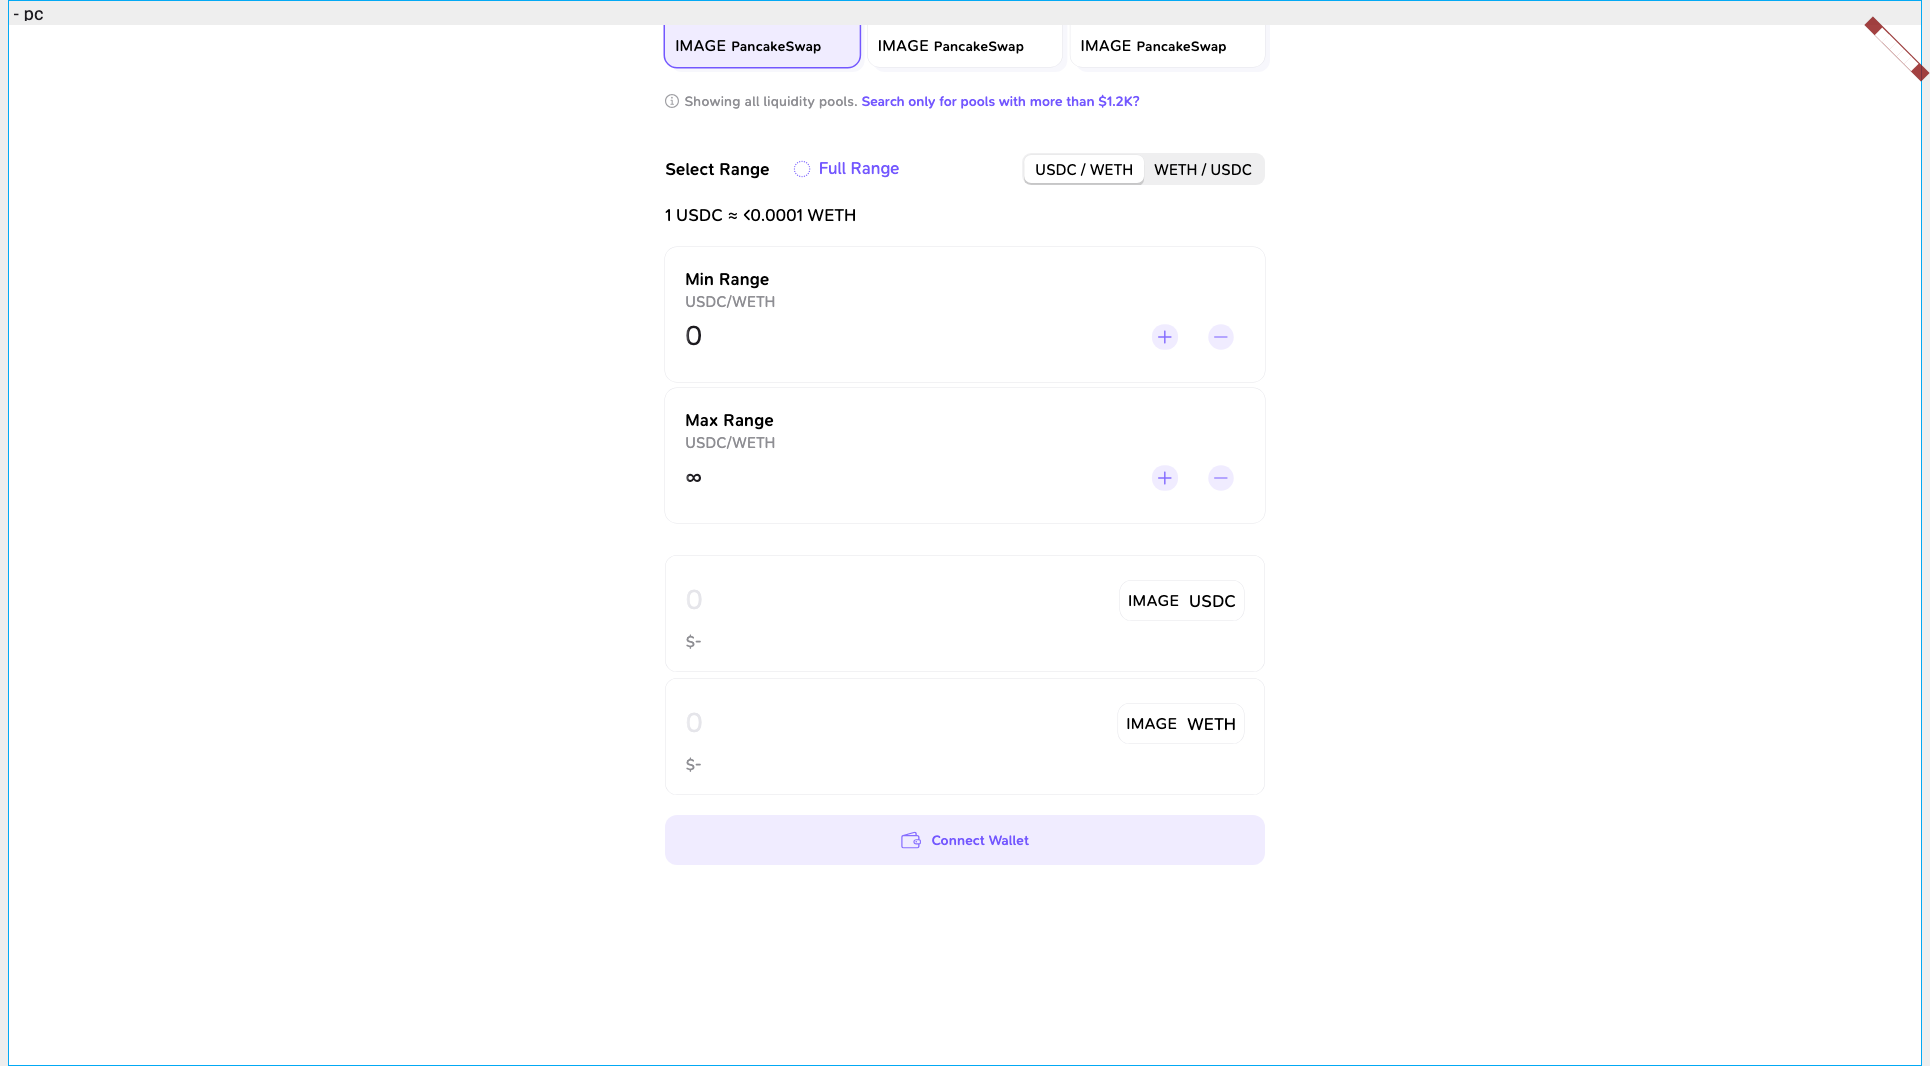 - pc
IMAGE PancakeSwap IMAGE PancakeSwap IMAGE PancakeSwap
Showing all liquidity pools. Search only for pools with more than $1.2K?
Select Range Full Range USDC / WETH WETH / USDC
1 USDC ≈ <0.0001 WETH
Min Range
USDC/WETH
0
Max Range
USDC/WETH
∞
0 IMAGE USDC
$-
0 IMAGE WETH
$-
Connect Wallet